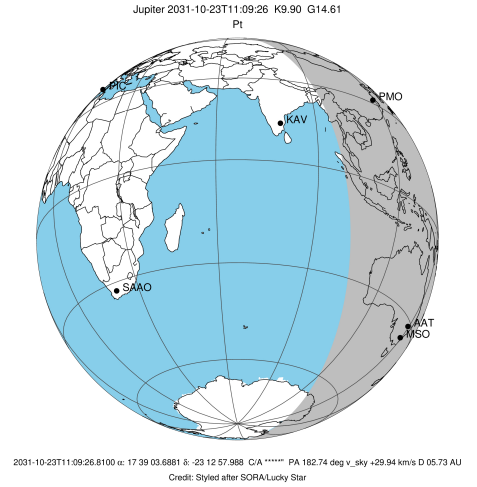 Jupiter 2031-10-23T11:09:26 K9.90 G14.61
Pt
PIC
PMO
KAV
SAAO
AAT
MSO
2031-10-23T11:09:26.8100 α: 17 39 03.6881 δ: -23 12 57.988 C/A *****" PA 182.74 deg v_sky +29.94 km/s D 05.73 AU
Credit: Styled after SORA/Lucky Star